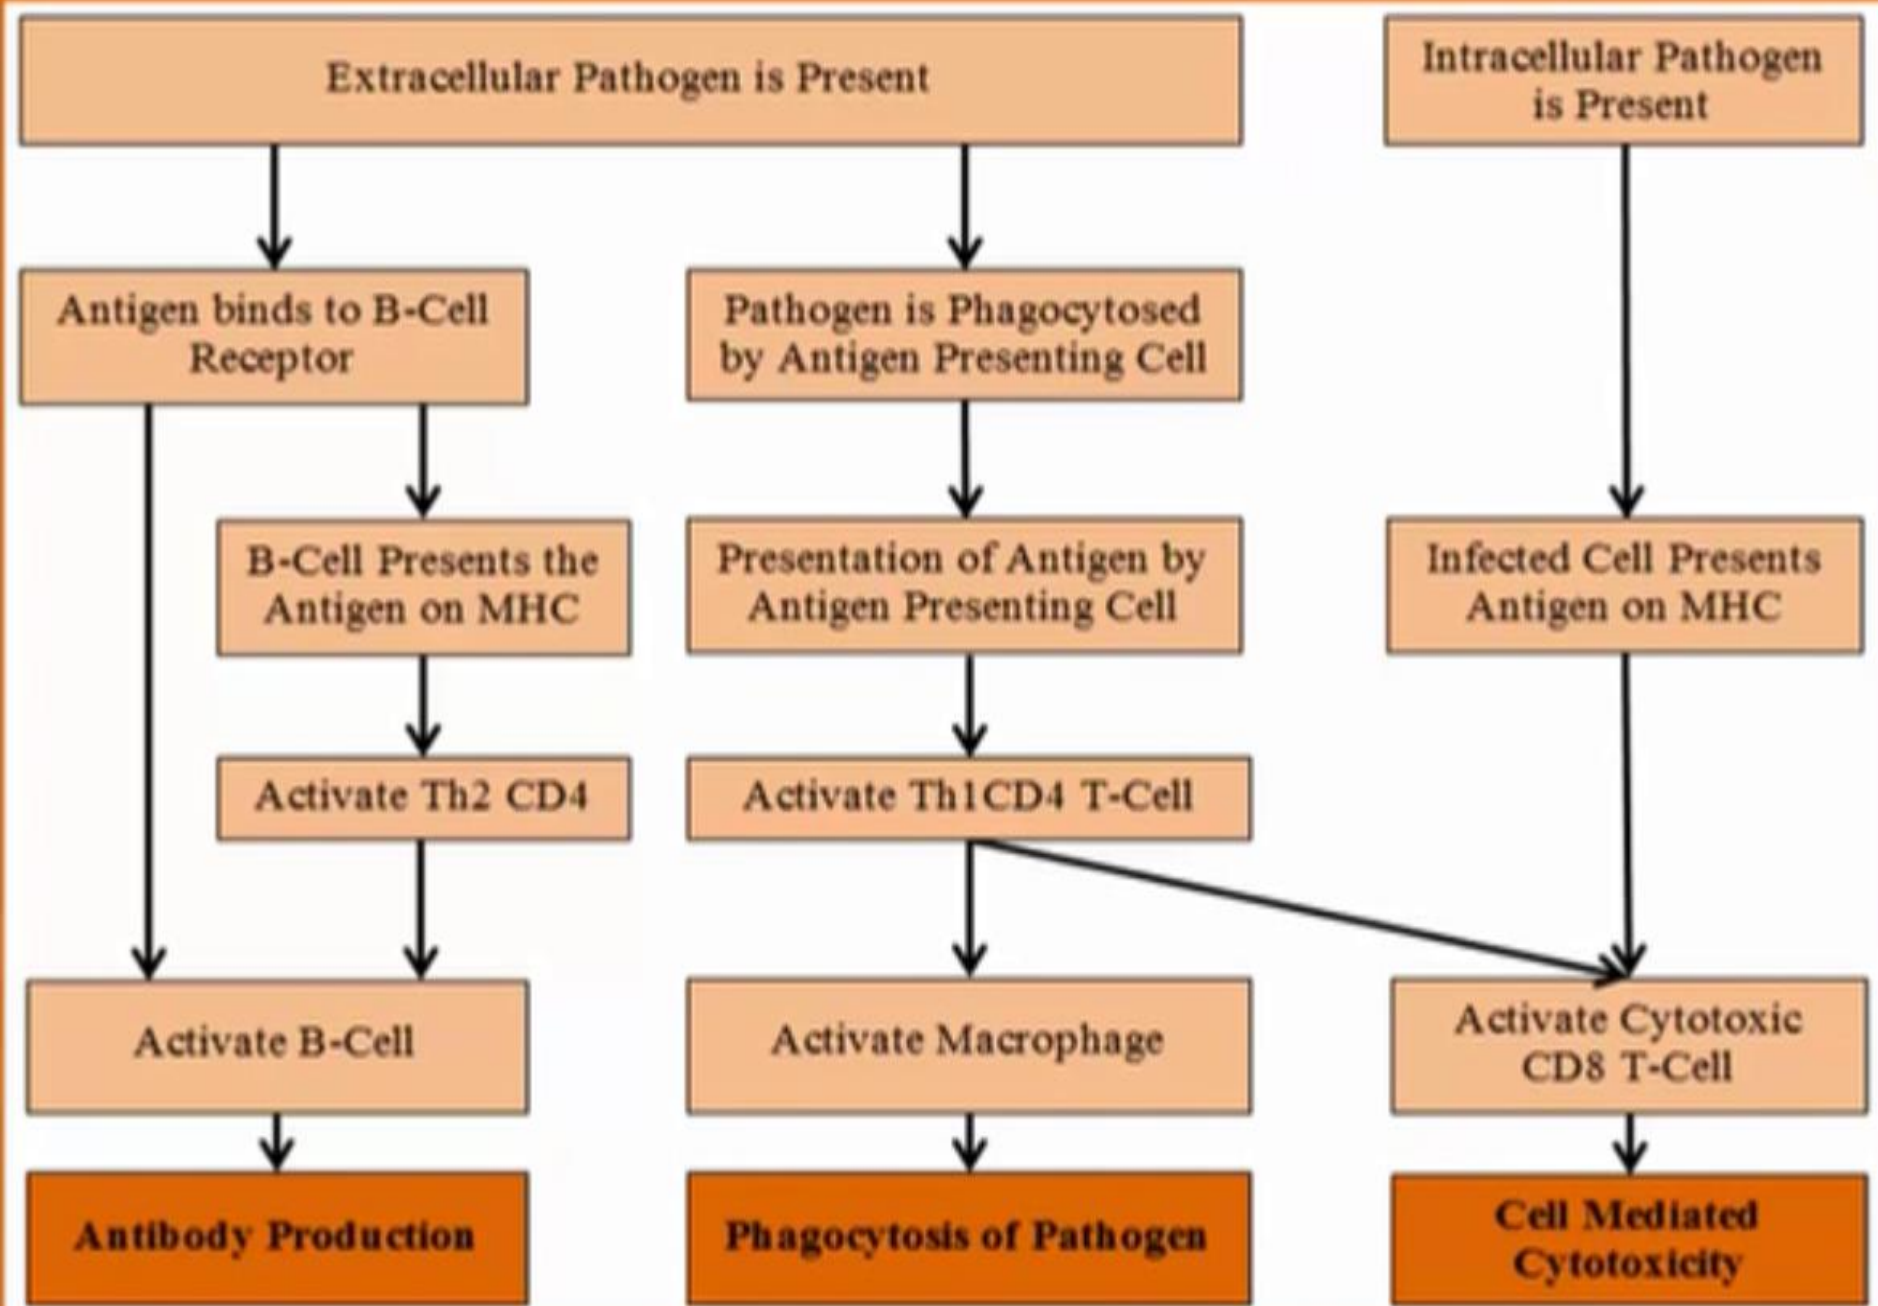 Extracellular Pathogen is Present
Intracellular Pathogen
is Present
Antigen binds to B-Cell
Receptor
Pathogen is Phagocytosed
by Antigen Presenting Cell
B-Cell Presents the
Antigen on MHC
Presentation of Antigen by
Antigen Presenting Cell
Infected Cell Presents
Antigen on MHC
Activate Th2 CD4
Activate Th1CD4 T-Cell
Activate B-Cell
Activate Macrophage
Activate Cytotoxic
CD8 T-Cell
Antibody Production
Phagocytosis of Pathogen
Cell Mediated
Cytotoxicity